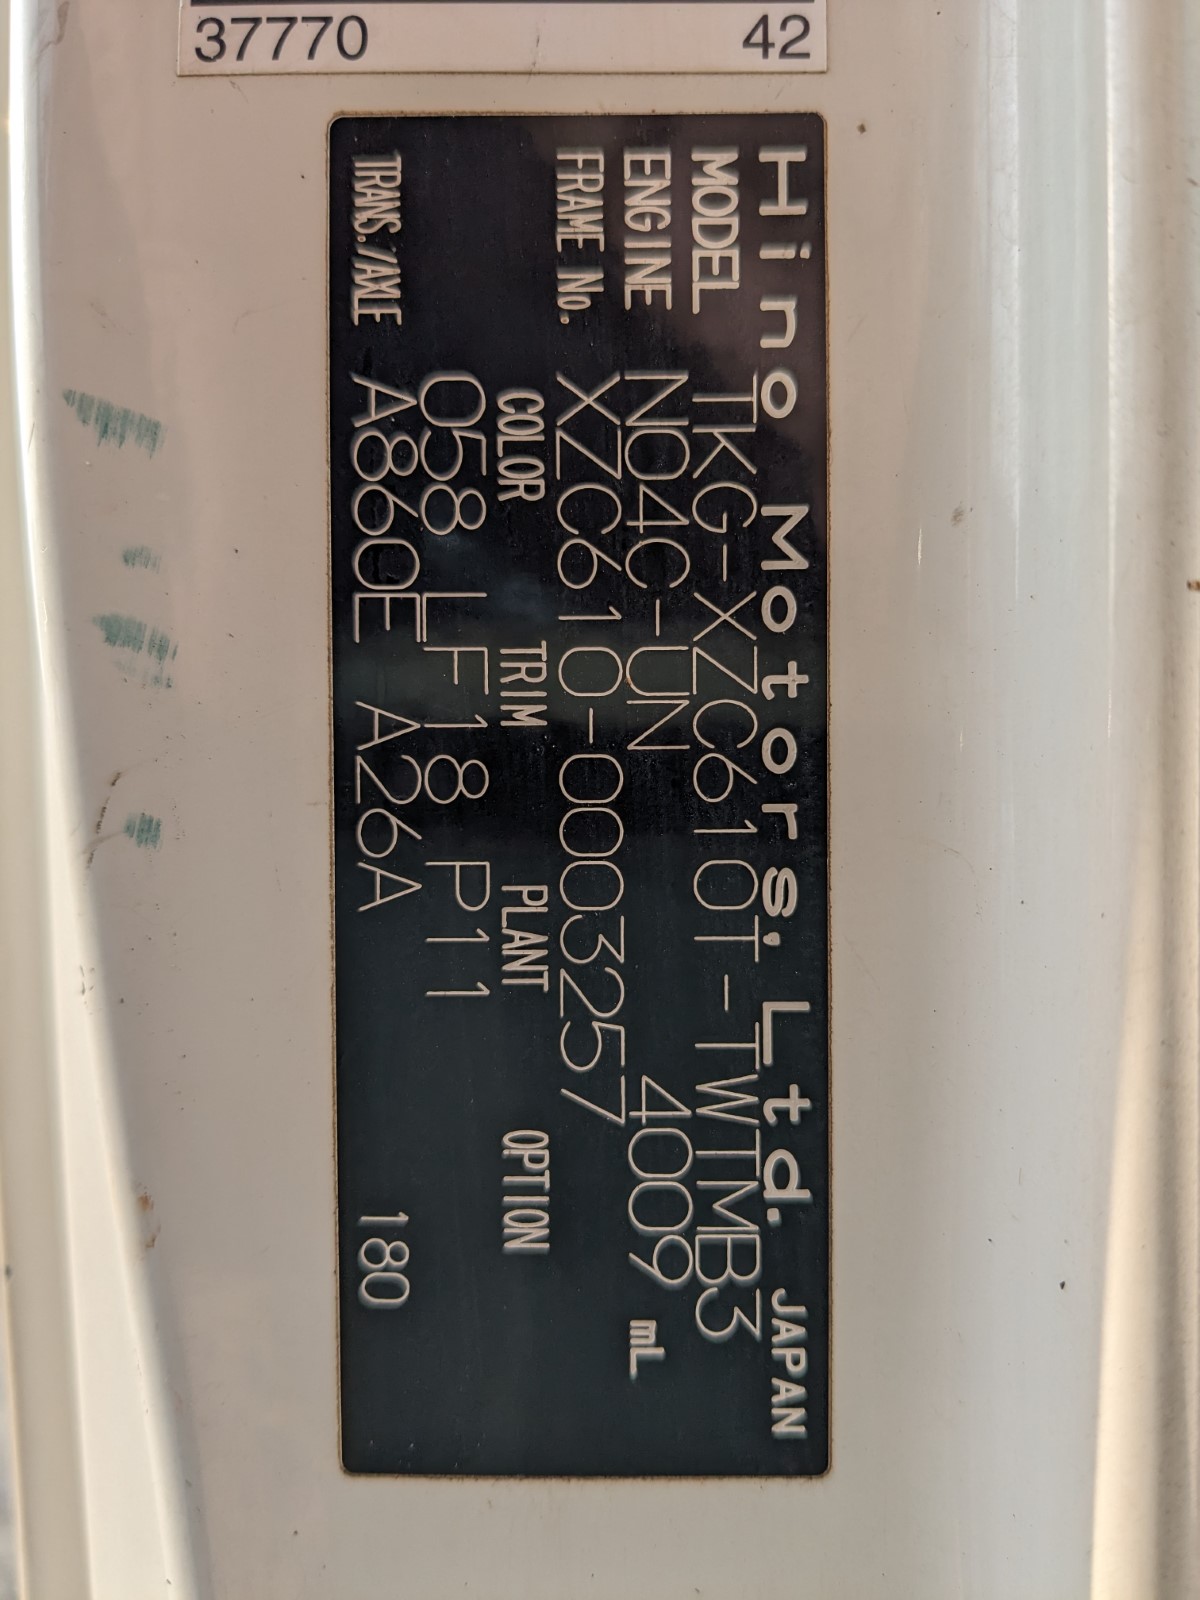 37770 42
Hino Motors. Ltd. JAPAN
MODEL TKG-XZC610T-TWTMB3
ENGINE N04C-UN 4009 mL
FRAME No. XZC610-0003257
COLOR TRIM PLANT OPTION
058 LF18 P11
TRANS./AXLE A860E A26A 180